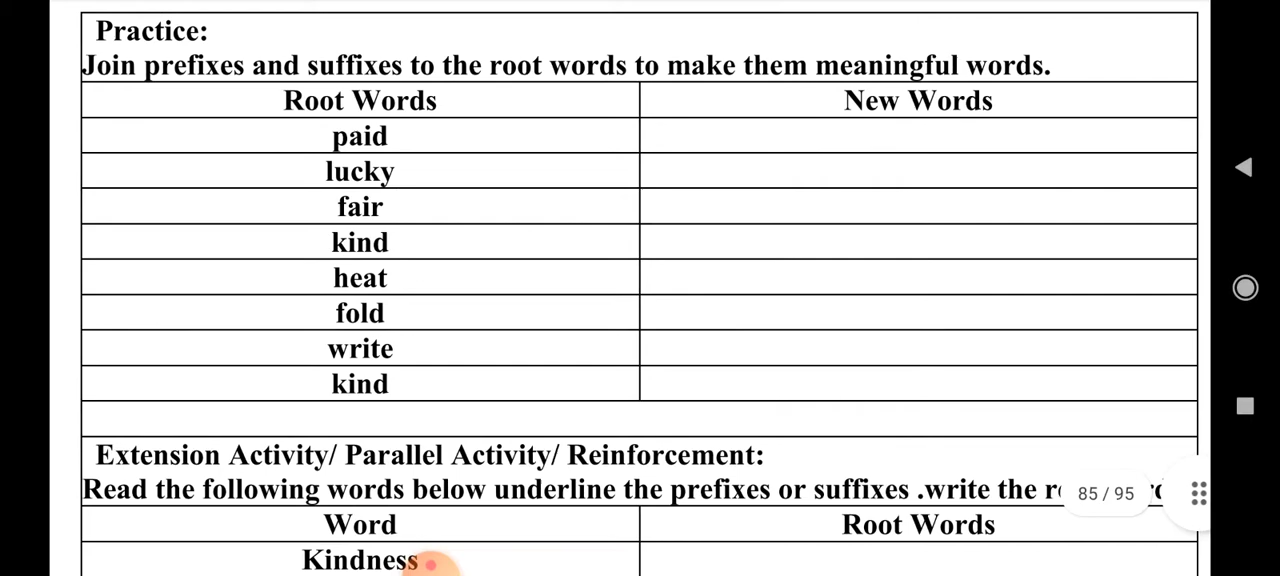 Practice:
Join prefixes and suffixes to the root words to make them meaningful words.
Root Words New Words
paid
lucky
fair
kind
heat
fold
write
kind
Extension Activity/ Parallel Activity/ Reinforcement:
Read the following words below underline the prefixes or suffixes .write the
85 / 95
Word Root Words
Kindness